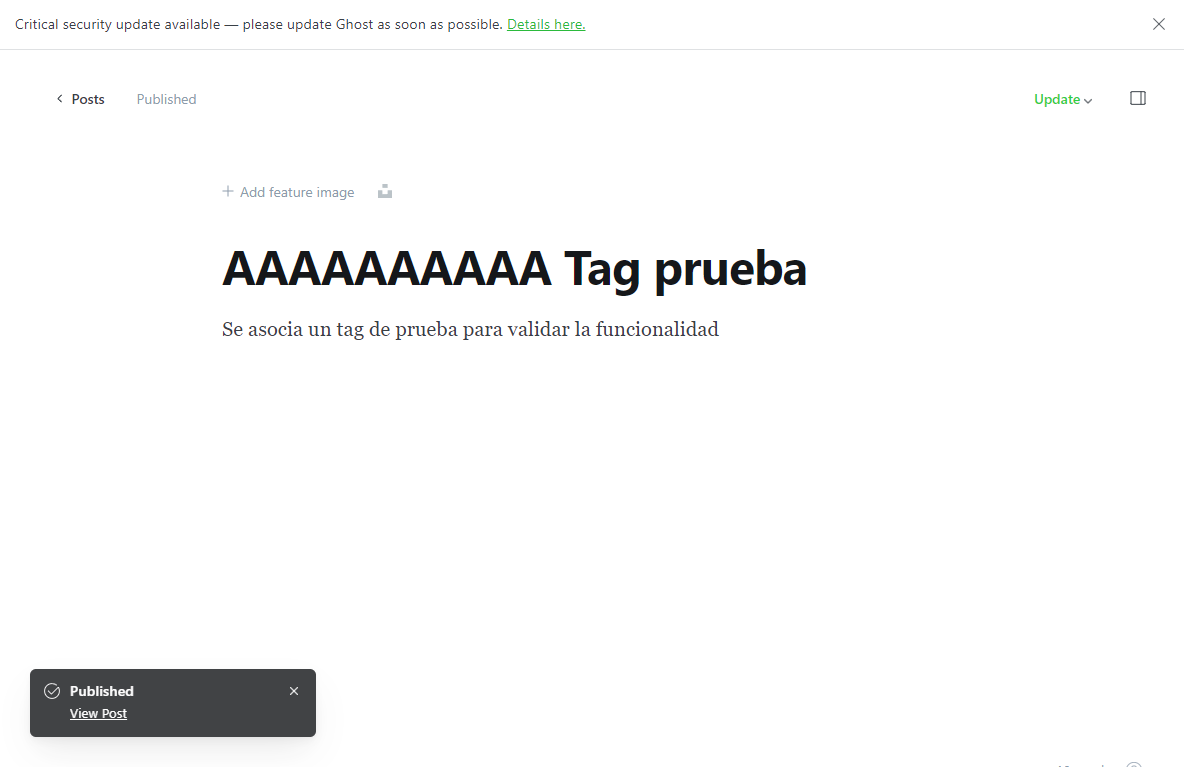 Critical security update available — please update Ghost as soon as possible. Details here.
Posts Published Update
Add feature image
AAAAAAAAAA Tag prueba
Se asocia un tag de prueba para validar la funcionalidad
Published
View Post